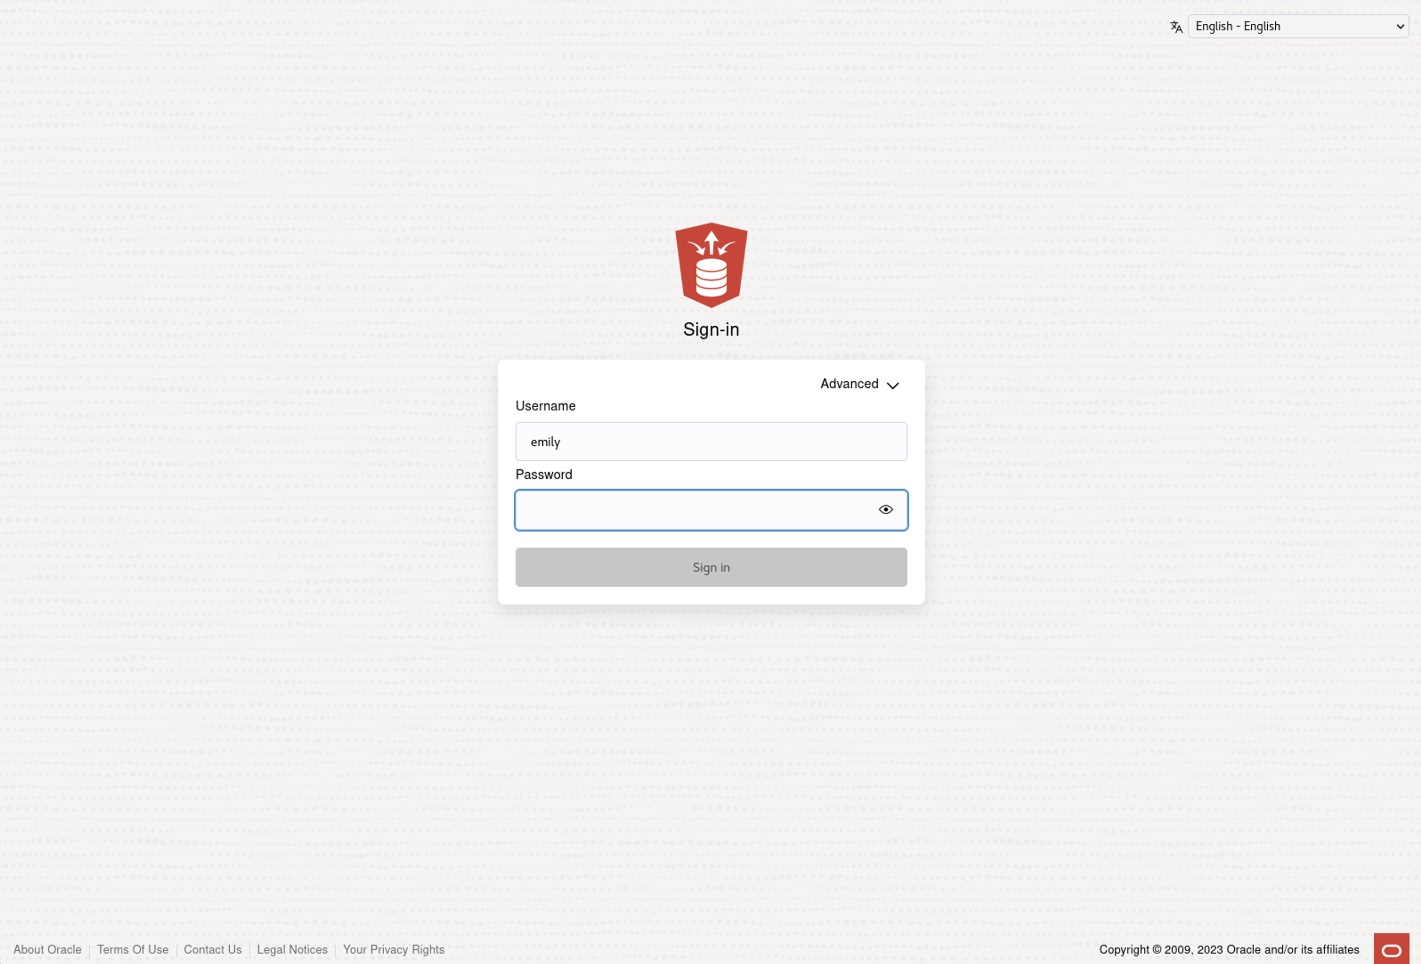 English - English
Sign-in
Advanced
Username
emily
Password
Sign in
About Oracle
Terms Of Use
Contact Us
Legal Notices
Your Privacy Rights
Copyright © 2009, 2023 Oracle and/or its affiliates